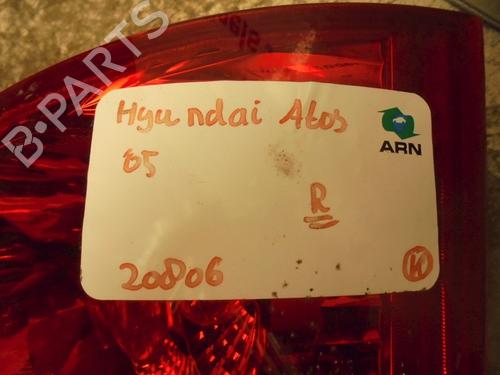 B-PARTS
Hyundai Atos
ARN
05
R
20806